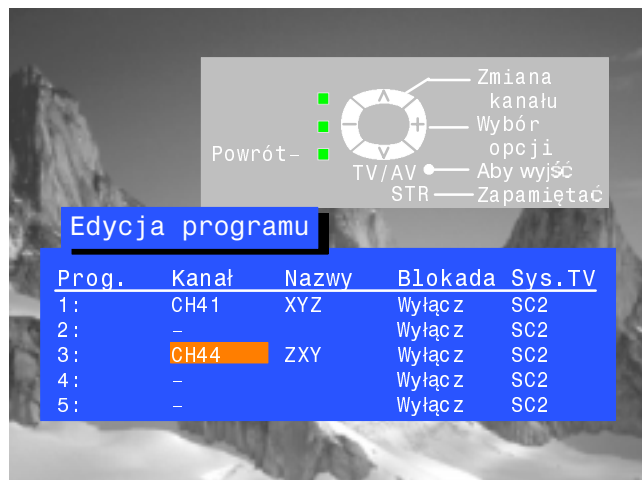 Zmiana
kanału
Wybór
opcji
Powrót–
TV/AV Aby wyjść
STR Zapamiętać
Edycja programu
Prog. Kanał Nazwy Blokada Sys.TV
1: CH41 XYZ Wyłącz SC2
2: – Wyłącz SC2
3: CH44 ZXY Wyłącz SC2
4: – Wyłącz SC2
5: – Wyłącz SC2